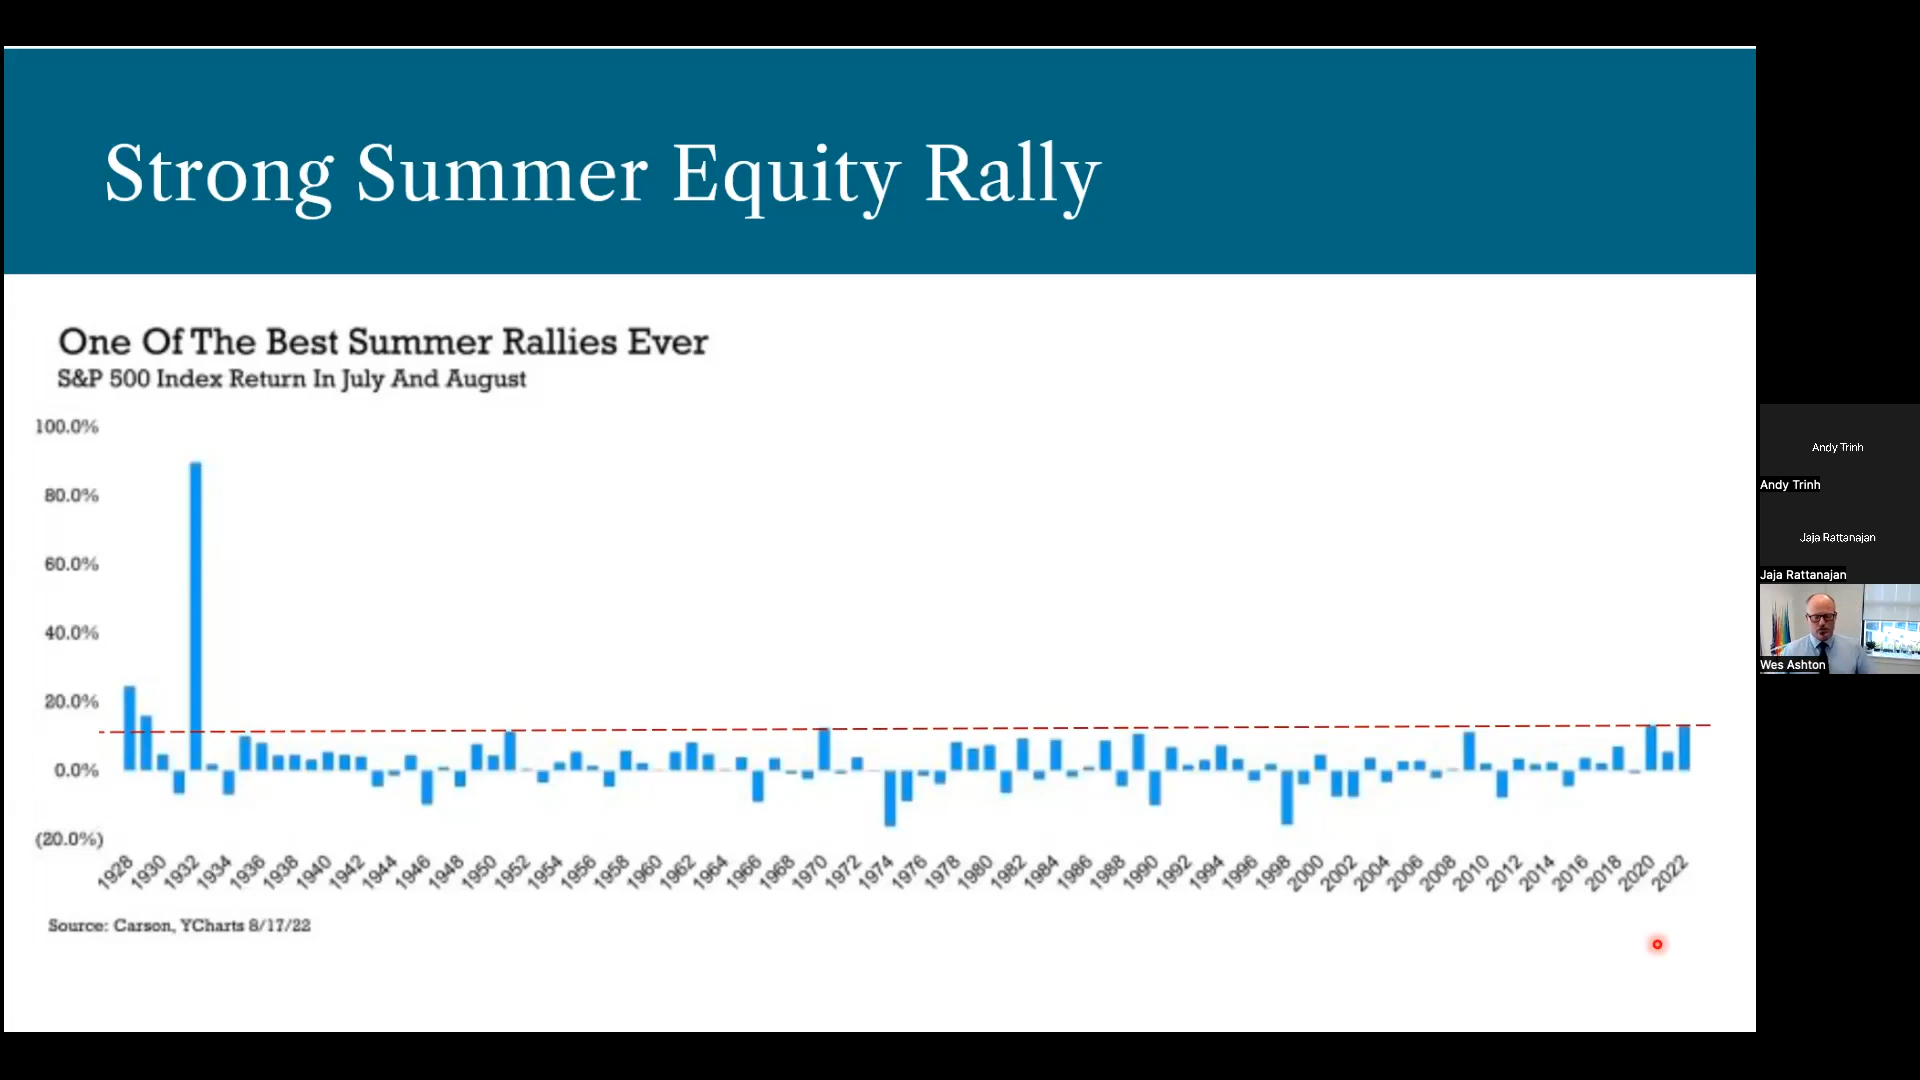 Strong Summer Equity Rally
One Of The Best Summer Rallies Ever
S&P 500 Index Return In July And August
100.0%
80.0%
60.0%
40.0%
20.0%
0.0%
(20.0%)
1928 1930 1932 1934 1936 1938 1940 1942 1944 1946 1948 1950 1952 1954 1956 1958 1960 1962 1964 1966 1968 1970 1972 1974 1976 1978 1980 1982 1984 1986 1988 1990 1992 1994 1996 1998 2000 2002 2004 2006 2008 2010 2012 2014 2016 2018 2020 2022
Source: Carson, YCharts 8/17/22
Andy Trinh
Andy Trinh
Jaja Rattanajan
Jaja Rattanajan
Wes Ashton